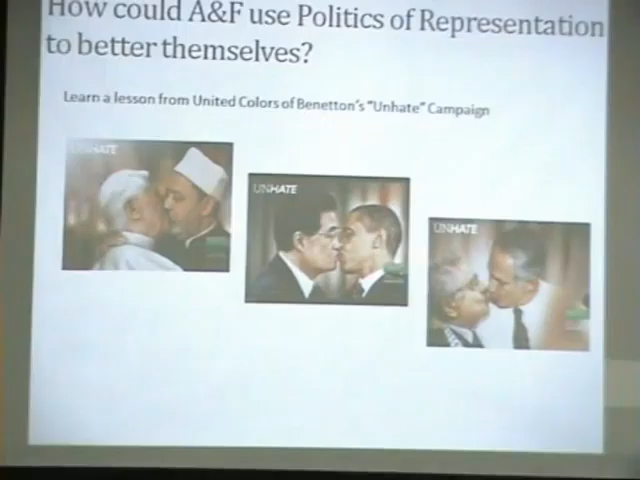 How could A&F use Politics of Representation
to better themselves?
Learn a lesson from United Colors of Benetton's "Unhate" Campaign
UNHATE
UNHATE
UNHATE